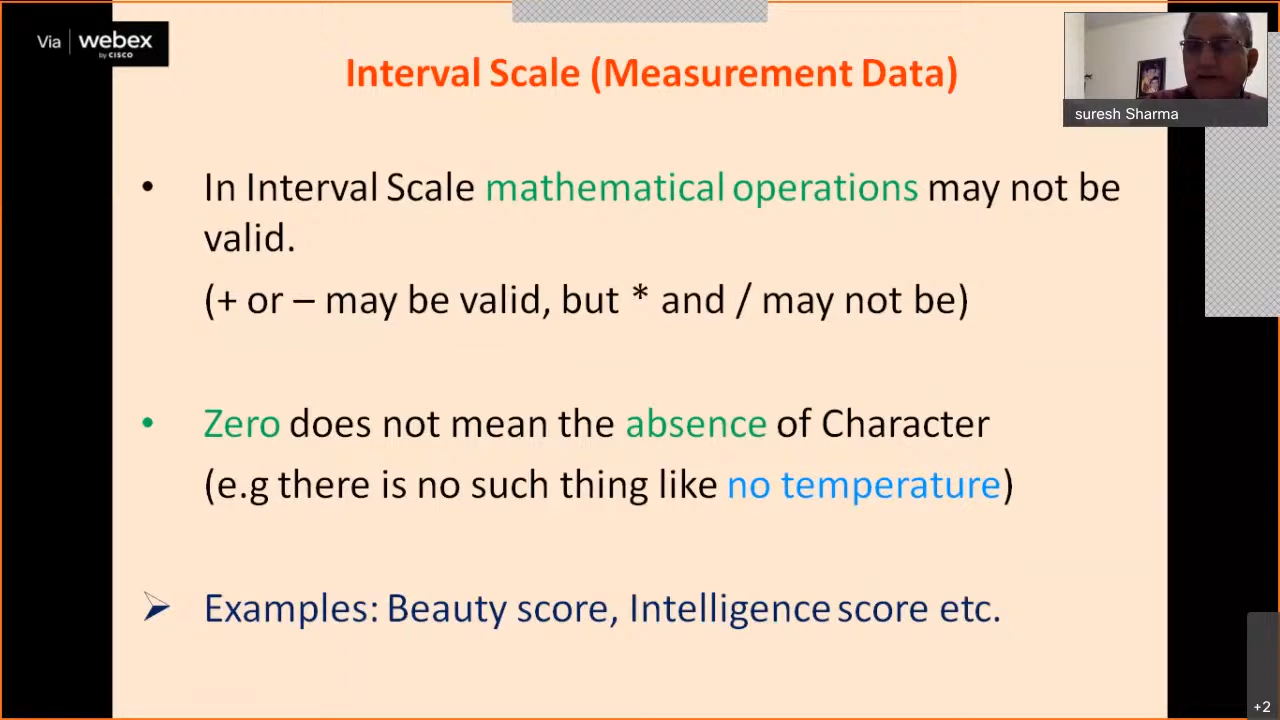 Via webex
by CISCO
Interval Scale (Measurement Data)
suresh Sharma
• In Interval Scale mathematical operations may not be
valid.
(+ or – may be valid, but * and / may not be)
• Zero does not mean the absence of Character
(e.g there is no such thing like no temperature)
➢ Examples: Beauty score, Intelligence score etc.
+2